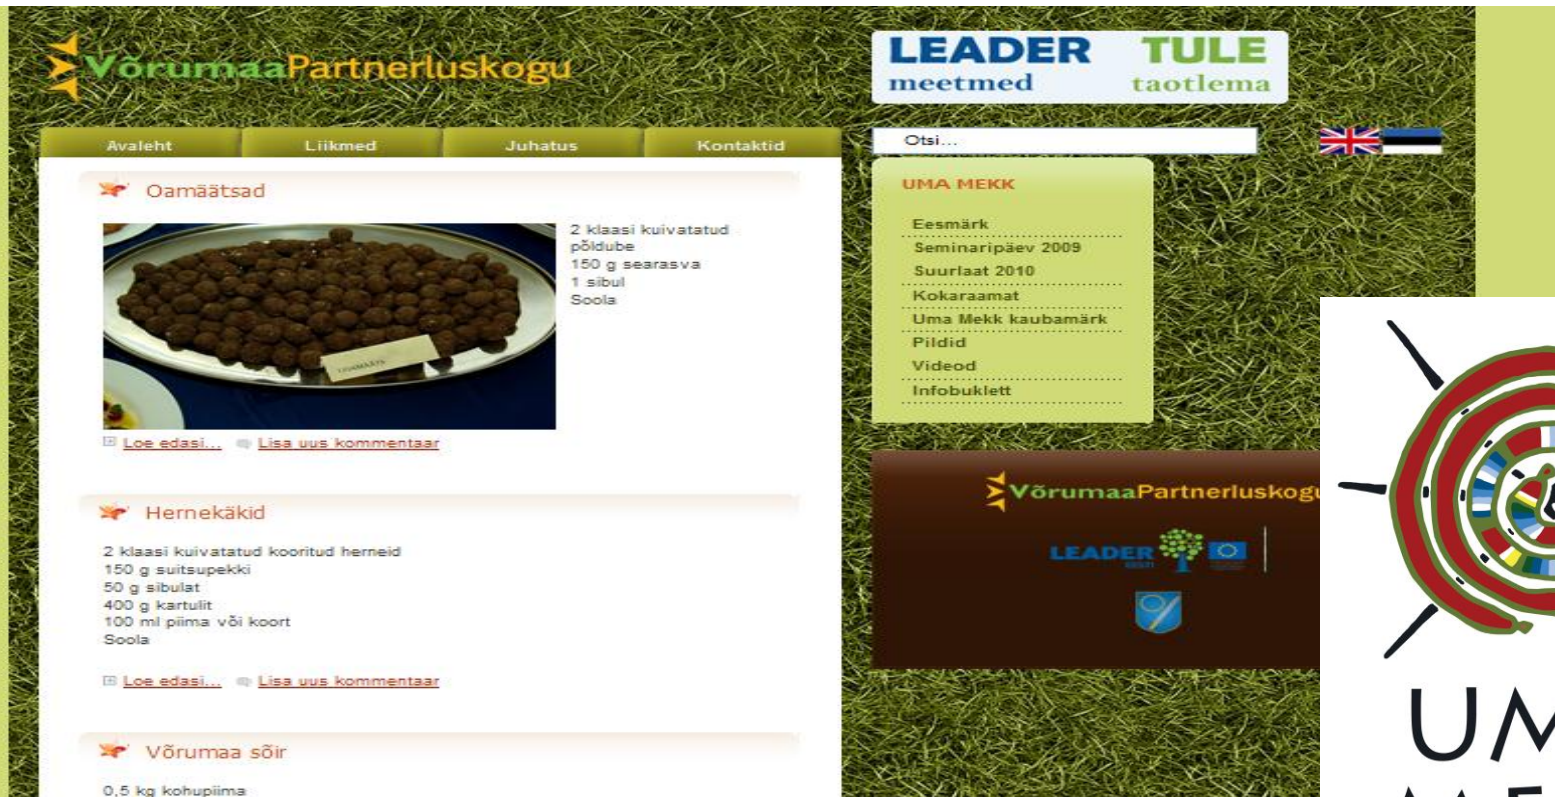 VõrumaaPartnerluskogu
LEADER TULE
meetmed taotlema
Avaleht Liikmed Juhatus Kontaktid
Otsi...
Oamäätsad
2 klaasi kuivatatud
põldube
150 g searasva
1 sibul
Soola
Loe edasi... Lisa uus kommentaar
Hernekäkid
2 klaasi kuivatatud kooritud herneid
150 g suitsupekki
50 g sibulat
400 g kartulit
100 ml piima või koort
Soola
Loe edasi... Lisa uus kommentaar
Võrumaa sõir
0,5 kg kohupiima
UMA MEKK
Eesmärk
Seminaripäev 2009
Suurlaat 2010
Kokaraamat
Uma Mekk kaubamärk
Pildid
Videod
Infobuklett
VõrumaaPartnerluskogu
LEADER
EESTI
UM
ME